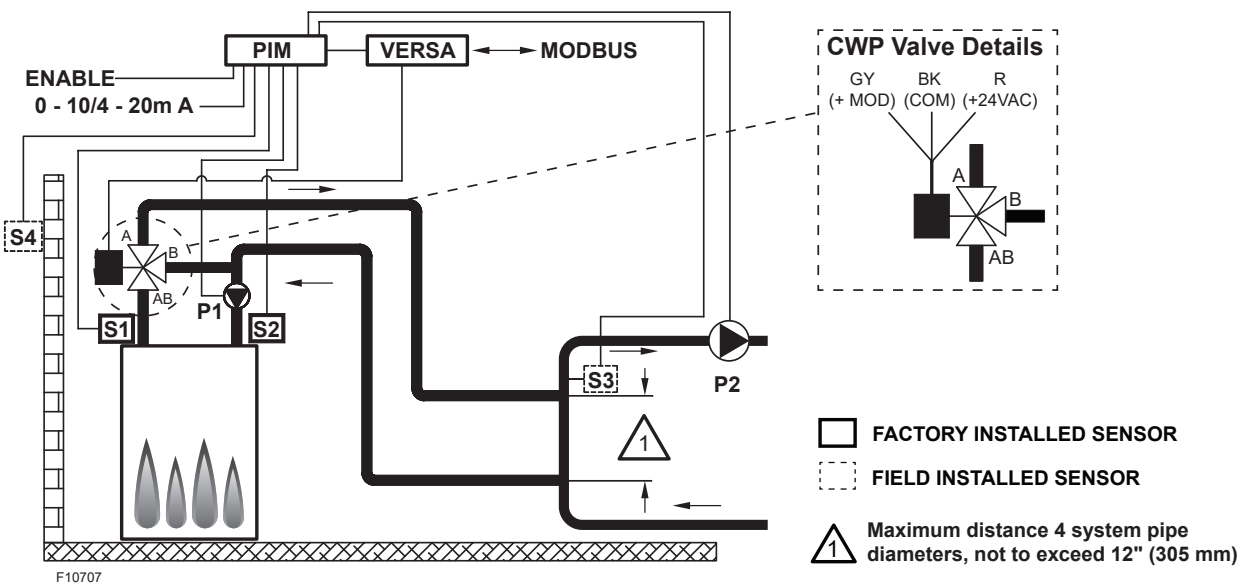 PIM
VERSA
MODBUS
ENABLE
0 - 10/4 - 20m A
S4
A
B
AB
S1
P1
S2
S3
P2
1
CWP Valve Details
GY
(+ MOD)
BK
(COM)
R
(+24VAC)
A
B
AB
FACTORY INSTALLED SENSOR
FIELD INSTALLED SENSOR
1
Maximum distance 4 system pipe
diameters, not to exceed 12" (305 mm)
F10707